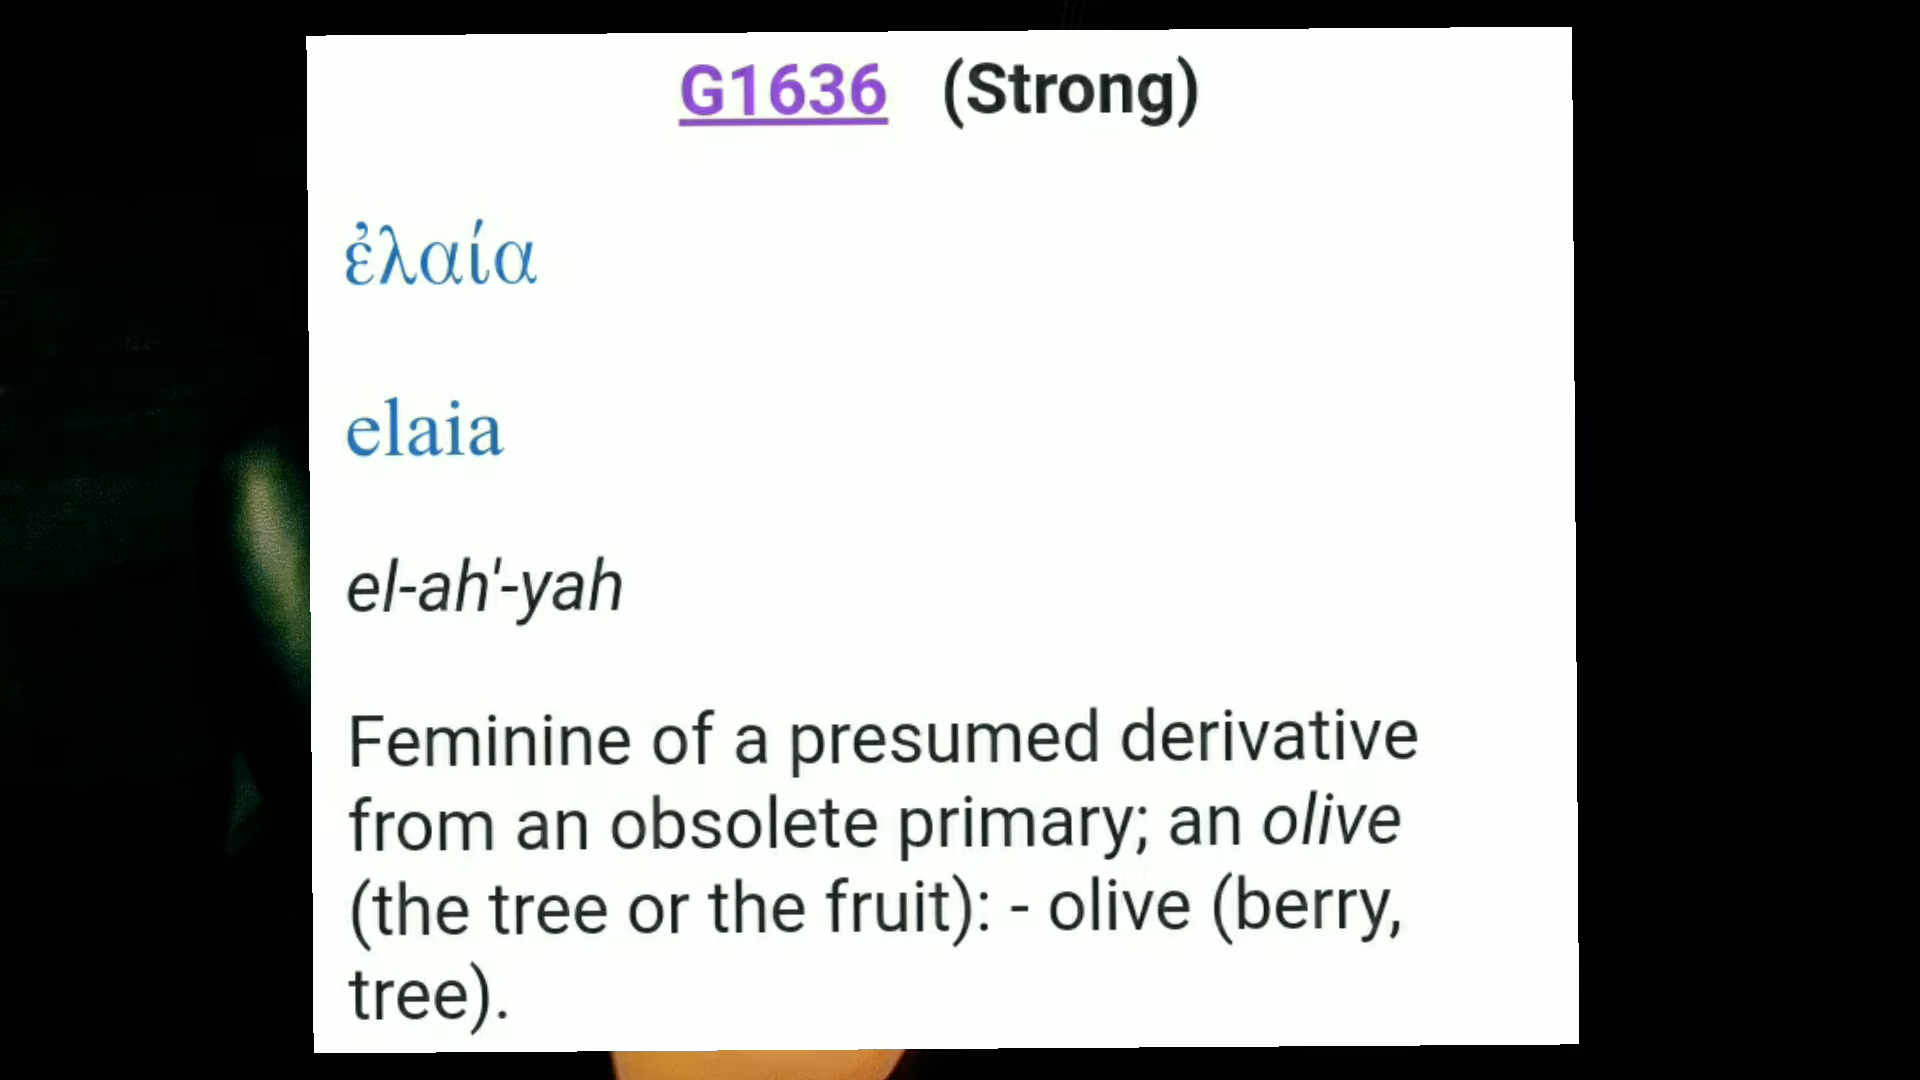 G1636 (Strong)
ἐλαία
elaia
el-ah'-yah
Feminine of a presumed derivative
from an obsolete primary; an olive
(the tree or the fruit): - olive (berry,
tree).